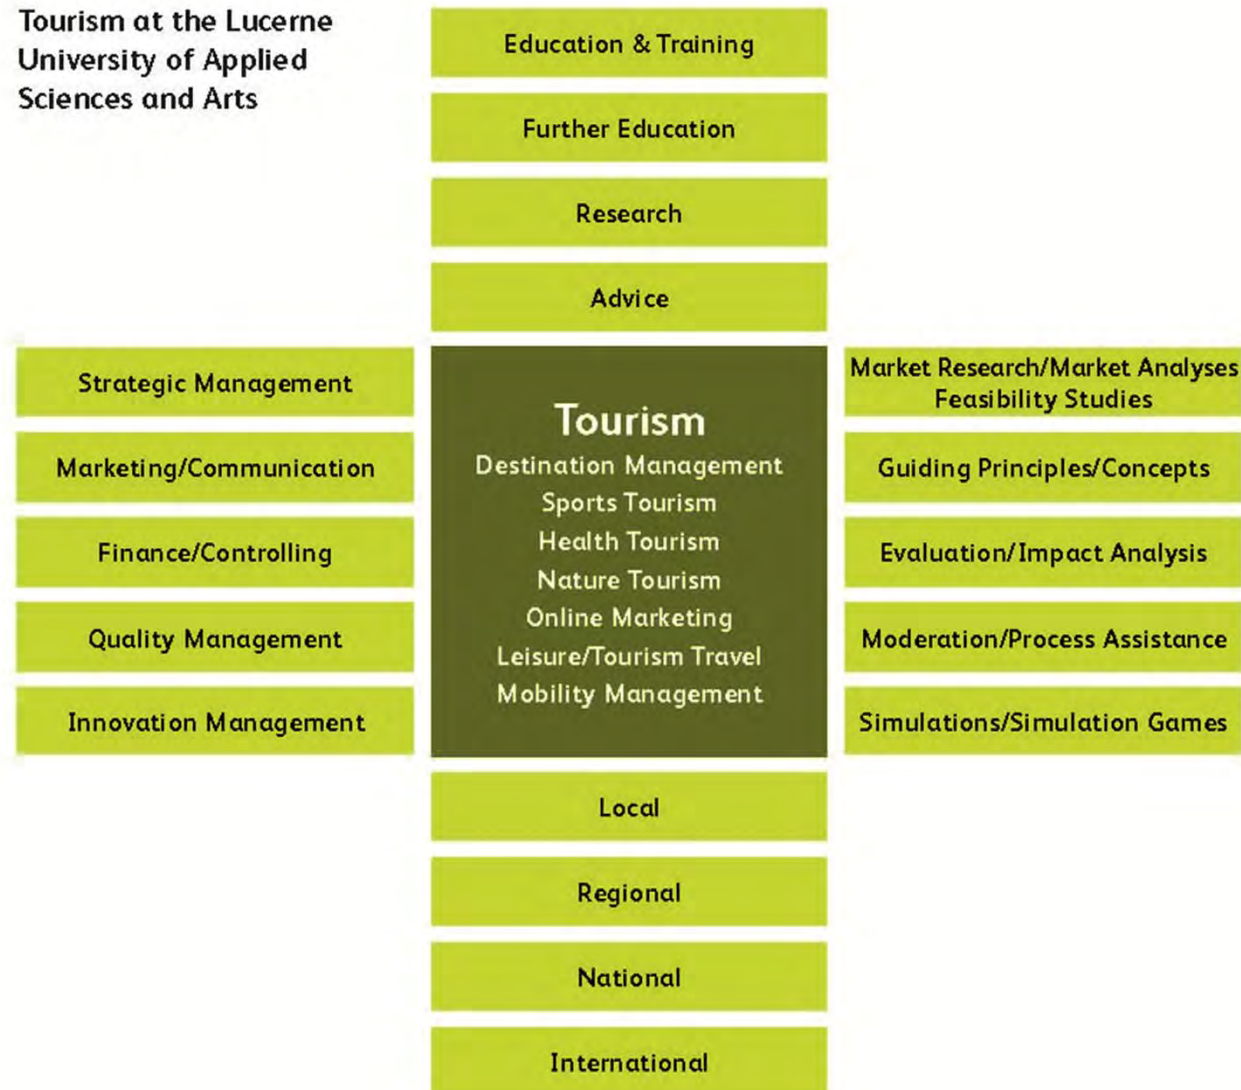 Tourism at the Lucerne
University of Applied
Sciences and Arts
Education & Training
Further Education
Research
Advice
Strategic Management
Marketing/Communication
Finance/Controlling
Quality Management
Innovation Management
Tourism
Destination Management
Sports Tourism
Health Tourism
Nature Tourism
Online Marketing
Leisure/Tourism Travel
Mobility Management
Market Research/Market Analyses
Feasibility Studies
Guiding Principles/Concepts
Evaluation/Impact Analysis
Moderation/Process Assistance
Simulations/Simulation Games
Local
Regional
National
International